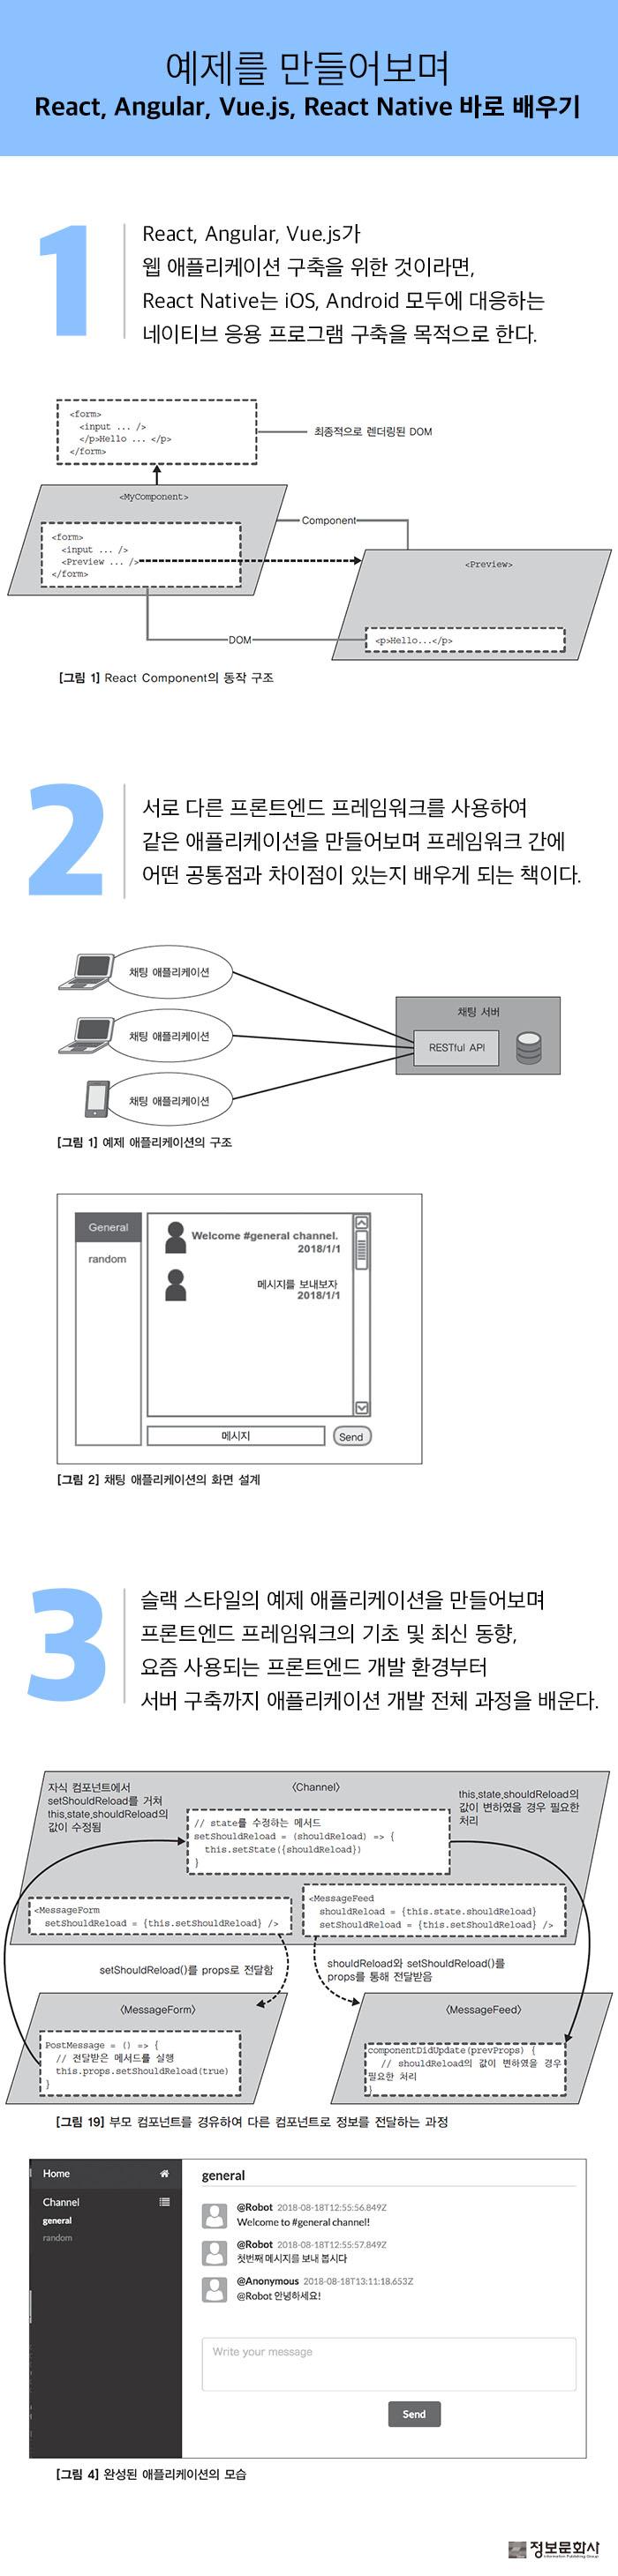 예제를 만들어보며
React, Angular, Vue.js, React Native 바로 배우기
1
React, Angular, Vue.js가
웹 애플리케이션 구축을 위한 것이라면,
React Native는 iOS, Android 모두에 대응하는
네이티브 응용 프로그램 구축을 목적으로 한다.
<form>
<input ... />
</p>Hello ... </p>
</form>
최종적으로 렌더링된 DOM
<MyComponent>
Component
<form>
<input ... />
<Preview ... />
</form>
<Preview>
DOM
<p>Hello...</p>
[그림 1] React Component의 동작 구조
2
서로 다른 프론트엔드 프레임워크를 사용하여
같은 애플리케이션을 만들어보며 프레임워크 간에
어떤 공통점과 차이점이 있는지 배우게 되는 책이다.
채팅 애플리케이션
채팅 서버
채팅 애플리케이션
RESTful API
채팅 애플리케이션
[그림 1] 예제 애플리케이션의 구조
General
random
Welcome #general channel.
2018/1/1
메시지를 보내보자
2018/1/1
메시지
Send
[그림 2] 채팅 애플리케이션의 화면 설계
3
슬랙 스타일의 예제 애플리케이션을 만들어보며
프론트엔드 프레임워크의 기초 및 최신 동향,
요즘 사용되는 프론트엔드 개발 환경부터
서버 구축까지 애플리케이션 개발 전체 과정을 배운다.
자식 컴포넌트에서
setShouldReload를 거쳐
this,state,shouldReload의
값이 수정됨
〈Channel〉
// state를 수정하는 메서드
setShouldReload = (shouldReload) => {
this.setState({shouldReload})
}
this,state,shouldReload의
값이 변하였을 경우 필요한
처리
<MessageForm
setShouldReload = {this.setShouldReload} />
<MessageFeed
shouldReload = {this.state.shouldReload}
setShouldReload = {this.setShouldReload} />
setShouldReload()를 props로 전달함
shouldReload와 setShouldReload()를
props를 통해 전달받음
〈MessageForm〉
PostMessage = () => {
// 전달받은 메서드를 실행
this.props.setShouldReload(true)
}
〈MessageFeed〉
componentDidUpdate(prevProps) {
// shouldReload의 값이 변하였을 경우
필요한 처리
}
[그림 19] 부모 컴포넌트를 경유하여 다른 컴포넌트로 정보를 전달하는 과정
Home
Channel
general
random
general
@Robot 2018-08-18T12:55:56.849Z
Welcome to #general channel!
@Robot 2018-08-18T12:55:57.849Z
첫번째 메시지를 보내 봅시다
@Anonymous 2018-08-18T13:11:18.653Z
@Robot 안녕하세요!
Write your message
Send
[그림 4] 완성된 애플리케이션의 모습
정보문화사
Information Publishing Group